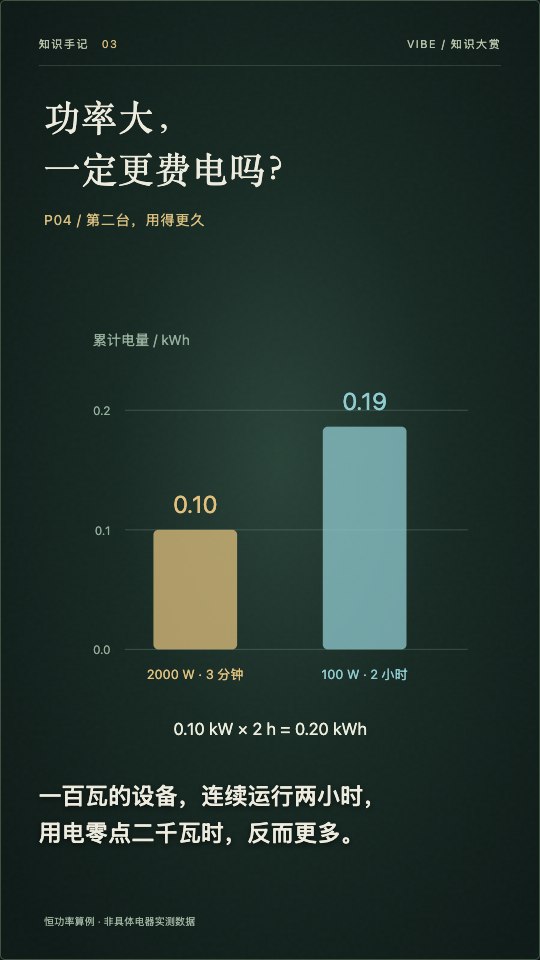 知识手记 03
VIBE / 知识大赏
功率大，
一定更费电吗？
P04 / 第二台，用得更久
累计电量 / kWh
0.19
0.2
0.10
0.1
0.0
2000 W · 3 分钟
100 W · 2 小时
0.10 kW × 2 h = 0.20 kWh
一百瓦的设备，连续运行两小时，
用电零点二千瓦时，反而更多。
恒功率算例 · 非具体电器实测数据